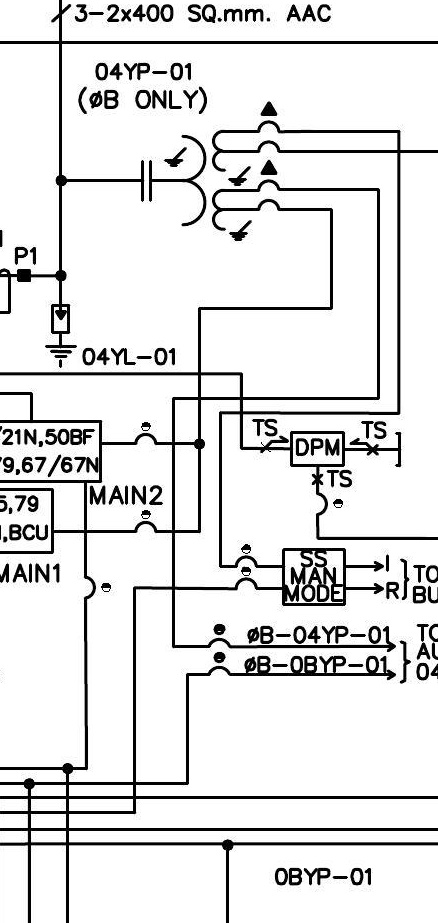 3-2x400 SQ.mm. AAC
04YP-01
(ØB ONLY)
P1
04YL-01
/21N,50BF
79,67/67N
TS
DPM
TS
TS
MAIN2
5,79
,BCU
MAIN1
SS
MAN
MODE
I
R
TO
BU
ØB-04YP-01
ØB-0BYP-01
TO
AU
04
0BYP-01